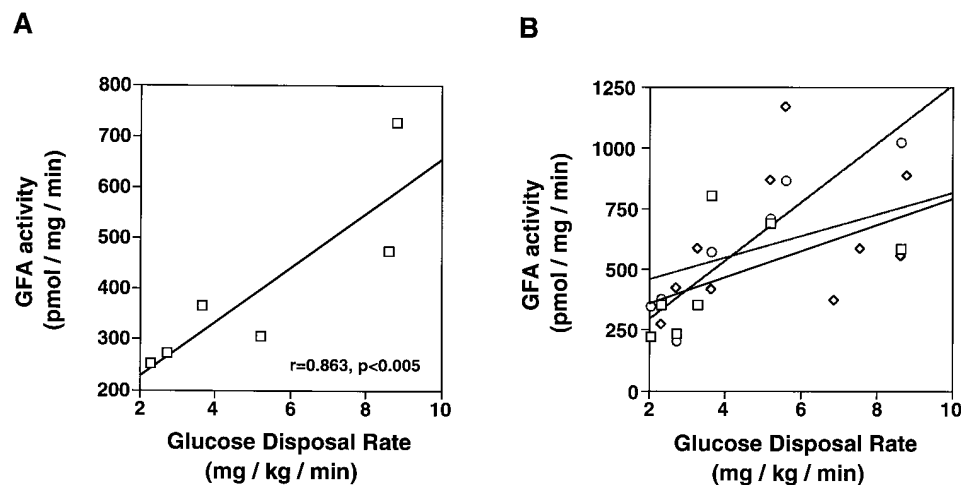 A
GFA activity
(pmol / mg / min)
800
700
600
500
400
300
200
2
4
6
8
10
r=0.863, p<0.005
Glucose Disposal Rate
(mg / kg / min)
B
GFA activity
(pmol / mg / min)
1250
1000
750
500
250
0
2
4
6
8
10
Glucose Disposal Rate
(mg / kg / min)